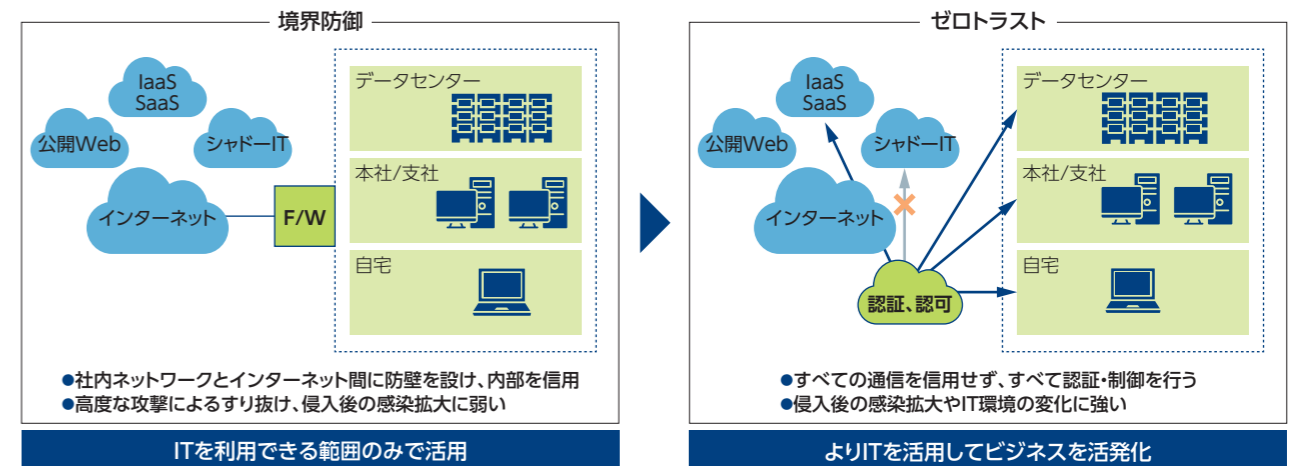 境界防御
IaaS
SaaS
公開Web
シャドーIT
インターネット
F/W
データセンター
本社/支社
自宅
●社内ネットワークとインターネット間に防壁を設け、内部を信用
●高度な攻撃によるすり抜け、侵入後の感染拡大に弱い
ITを利用できる範囲のみで活用
ゼロトラスト
IaaS
SaaS
公開Web
シャドーIT
インターネット
認証、認可
データセンター
本社/支社
自宅
●すべての通信を信用せず、すべて認証・制御を行う
●侵入後の感染拡大やIT環境の変化に強い
よりITを活用してビジネスを活発化